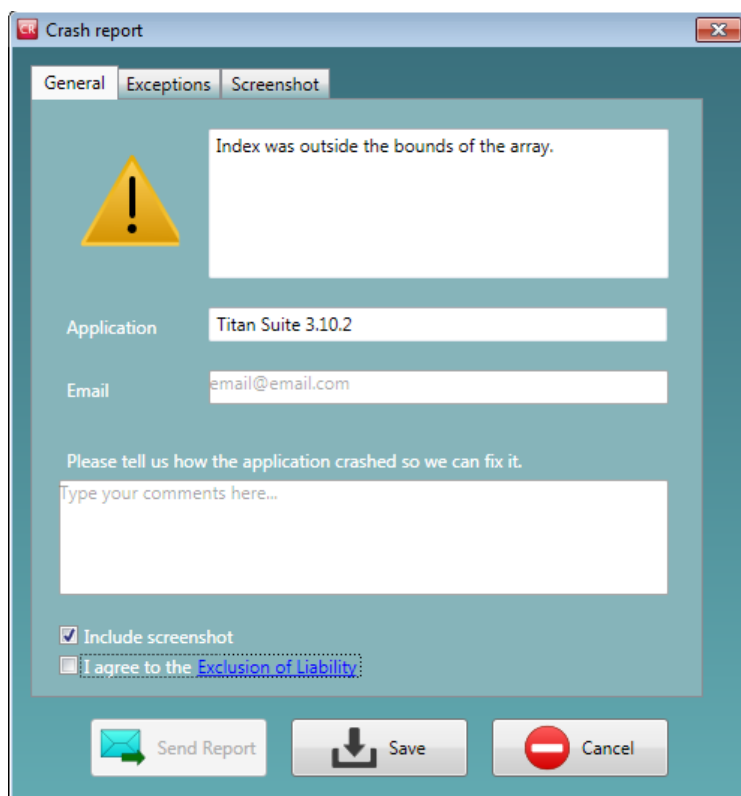 CR Crash report
General Exceptions Screenshot
Index was outside the bounds of the array.
Application Titan Suite 3.10.2
Email email@email.com
Please tell us how the application crashed so we can fix it.
Type your comments here...
Include screenshot
I agree to the Exclusion of Liability
Send Report Save Cancel